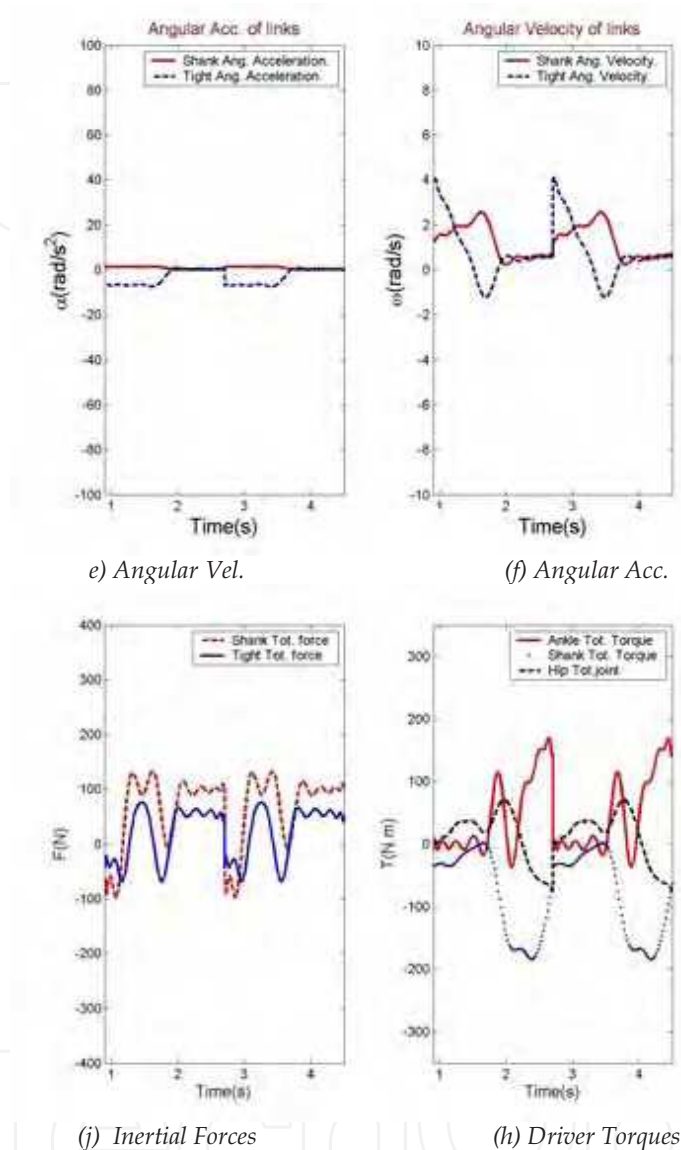 Angular Acc. of links
Shank Ang. Acceleration.
Tight Ang. Acceleration.
100
80
60
40
20
0
-20
-40
-60
-80
-100
α(rad/s²)
1 2 3 4
Time(s)
e) Angular Vel.
Angular Velocity of links
Shank Ang. Velocity.
Tight Ang. Velocity.
10
8
6
4
2
0
-2
-4
-6
-8
-10
ω(rad/s)
1 2 3 4
Time(s)
(f) Angular Acc.
Shank Tot. force
Tight Tot. force
400
300
200
100
0
-100
-200
-300
-400
F(N)
1 2 3 4
Time(s)
(j) Inertial Forces
Ankle Tot. Torque
Shank Tot. Torque
Hip Tot.joint
300
200
100
0
-100
-200
-300
T(N m)
1 2 3 4
Time(s)
(h) Driver Torques